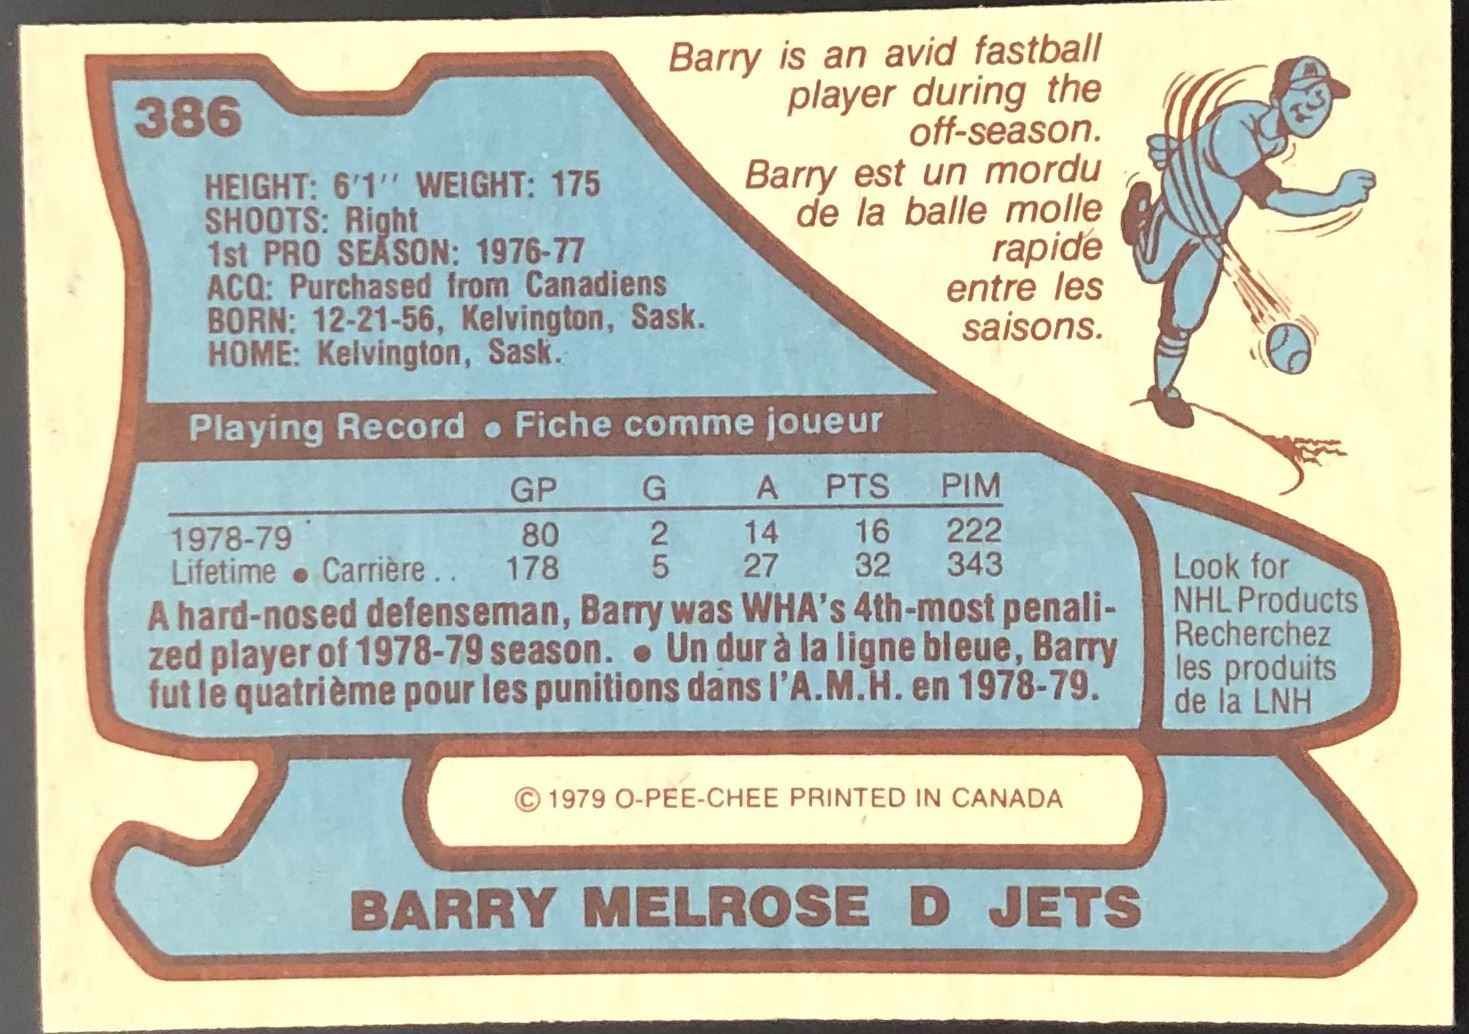 386
HEIGHT: 6'1'' WEIGHT: 175
SHOOTS: Right
1st PRO SEASON: 1976-77
ACQ: Purchased from Canadiens
BORN: 12-21-56, Kelvington, Sask.
HOME: Kelvington, Sask.
Barry is an avid fastball
player during the
off-season.
Barry est un mordu
de la balle molle
rapide
entre les
saisons.
M
Playing Record • Fiche comme joueur
GP G A PTS PIM
1978-79 80 2 14 16 222
Lifetime • Carrière .. 178 5 27 32 343
A hard-nosed defenseman, Barry was WHA's 4th-most penali-
zed player of 1978-79 season. • Un dur à la ligne bleue, Barry
fut le quatrième pour les punitions dans l'A.M.H. en 1978-79.
Look for
NHL Products
Recherchez
les produits
de la LNH
© 1979 O-PEE-CHEE PRINTED IN CANADA
BARRY MELROSE D JETS